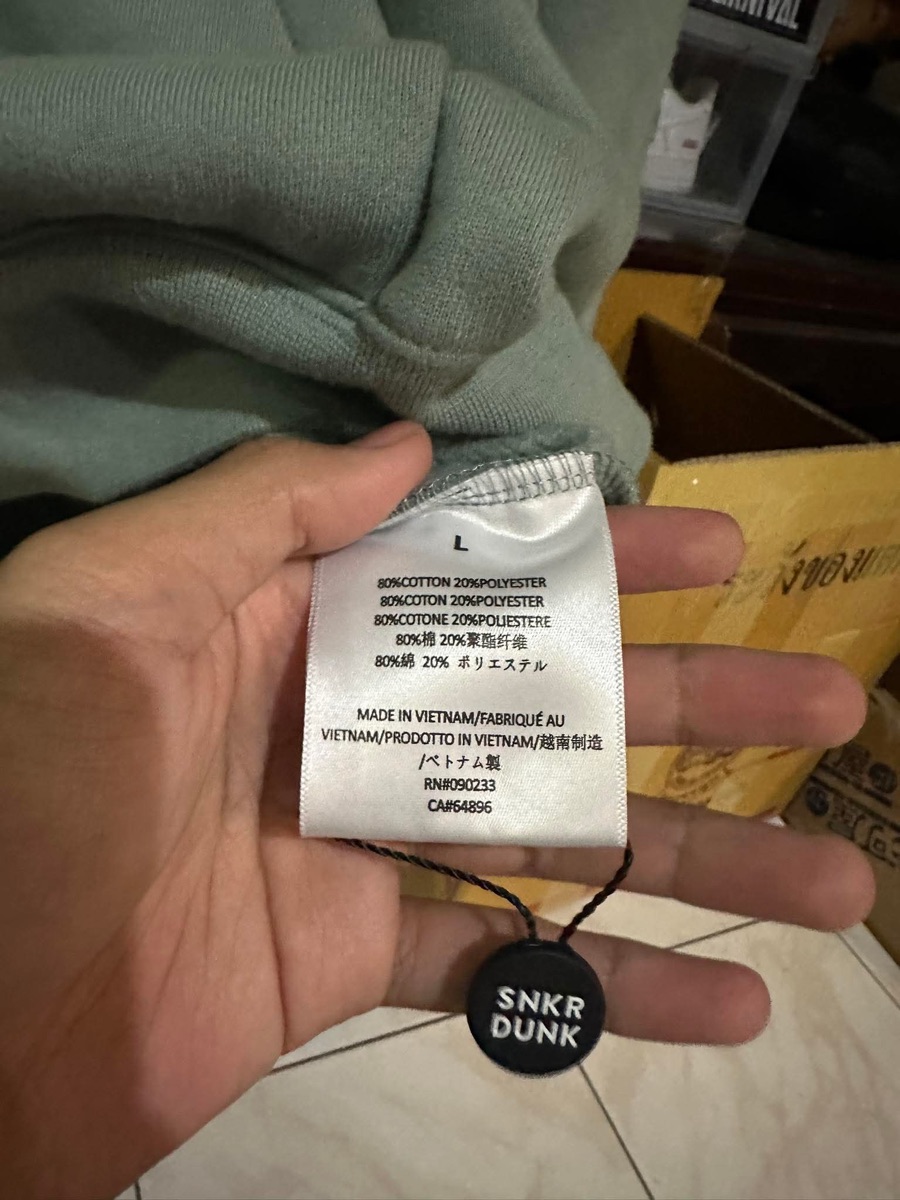 L
80%COTTON 20%POLYESTER
80%COTON 20%POLYESTER
80%COTONE 20%POLIESTERE
80%棉 20%聚酯纤维
80%綿 20% ポリエステル
MADE IN VIETNAM/FABRIQUÉ AU
VIETNAM/PRODOTTO IN VIETNAM/越南制造
/ベトナム製
RN#090233
CA#64896
SNKR
DUNK